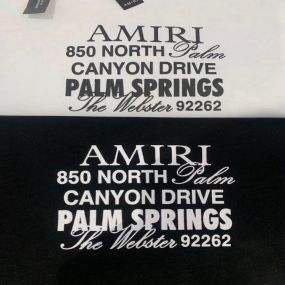 AMIRI
850 NORTH Palm
CANYON DRIVE
PALM SPRINGS
The Webster 92262
AMIRI
850 NORTH Palm
CANYON DRIVE
PALM SPRINGS
The Webster 92262